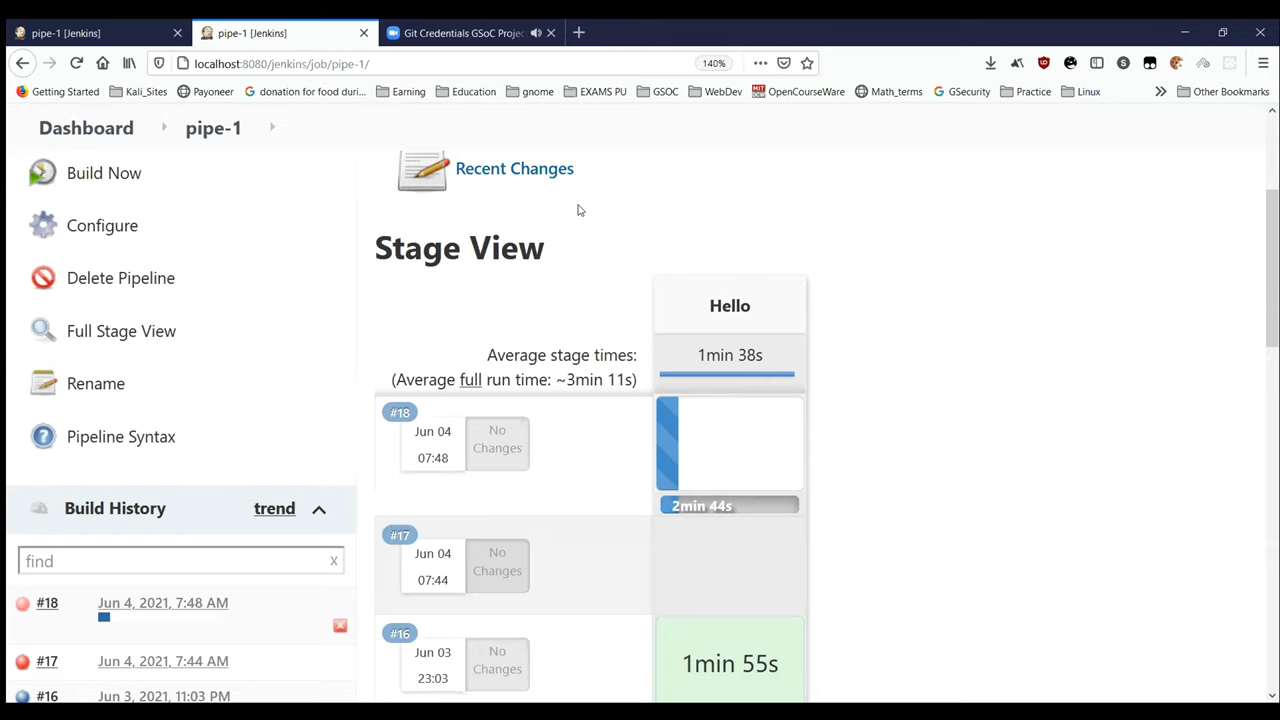 pipe-1 [Jenkins]
pipe-1 [Jenkins]
Git Credentials GSoC Projec
localhost:8080/jenkins/job/pipe-1/
140%
Getting Started
Kali_Sites
Payoneer
donation for food duri...
Earning
Education
gnome
EXAMS PU
GSOC
WebDev
OpenCourseWare
Math_terms
GSecurity
Practice
Linux
Other Bookmarks
Dashboard
pipe-1
Build Now
Configure
Delete Pipeline
Full Stage View
Rename
Pipeline Syntax
Build History
trend
find
x
#18
Jun 4, 2021, 7:48 AM
#17
Jun 4, 2021, 7:44 AM
#16
Jun 3, 2021, 11:03 PM
Recent Changes
Stage View
Hello
Average stage times:
1min 38s
(Average full run time: ~3min 11s)
#18
Jun 04
07:48
No
Changes
2min 44s
#17
Jun 04
07:44
No
Changes
#16
Jun 03
23:03
No
Changes
1min 55s